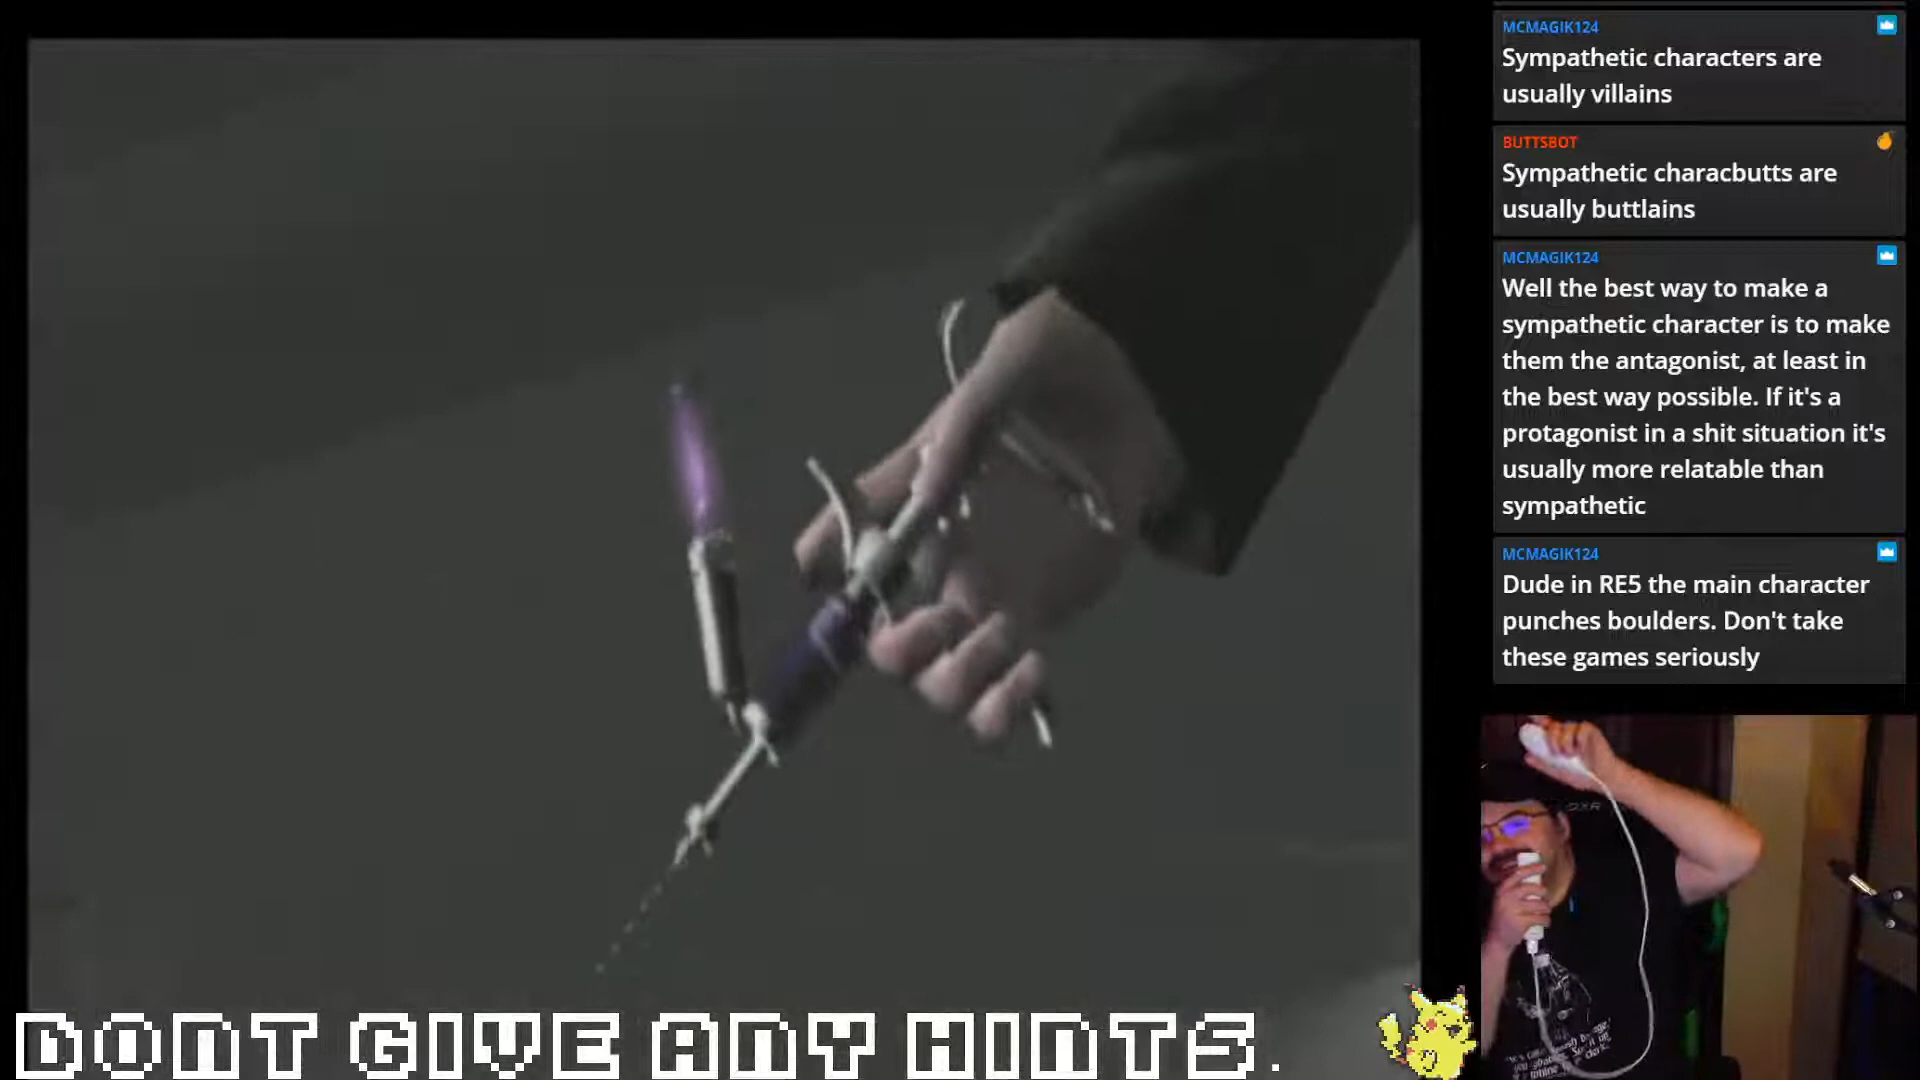 MCMAGIK124
Sympathetic characters are
usually villains
BUTTSBOT
Sympathetic characbutts are
usually buttlains
MCMAGIK124
Well the best way to make a
sympathetic character is to make
them the antagonist, at least in
the best way possible. If it's a
protagonist in a shit situation it's
usually more relatable than
sympathetic
MCMAGIK124
Dude in RE5 the main character
punches boulders. Don't take
these games seriously
DONT GIVE ANY HINTS.